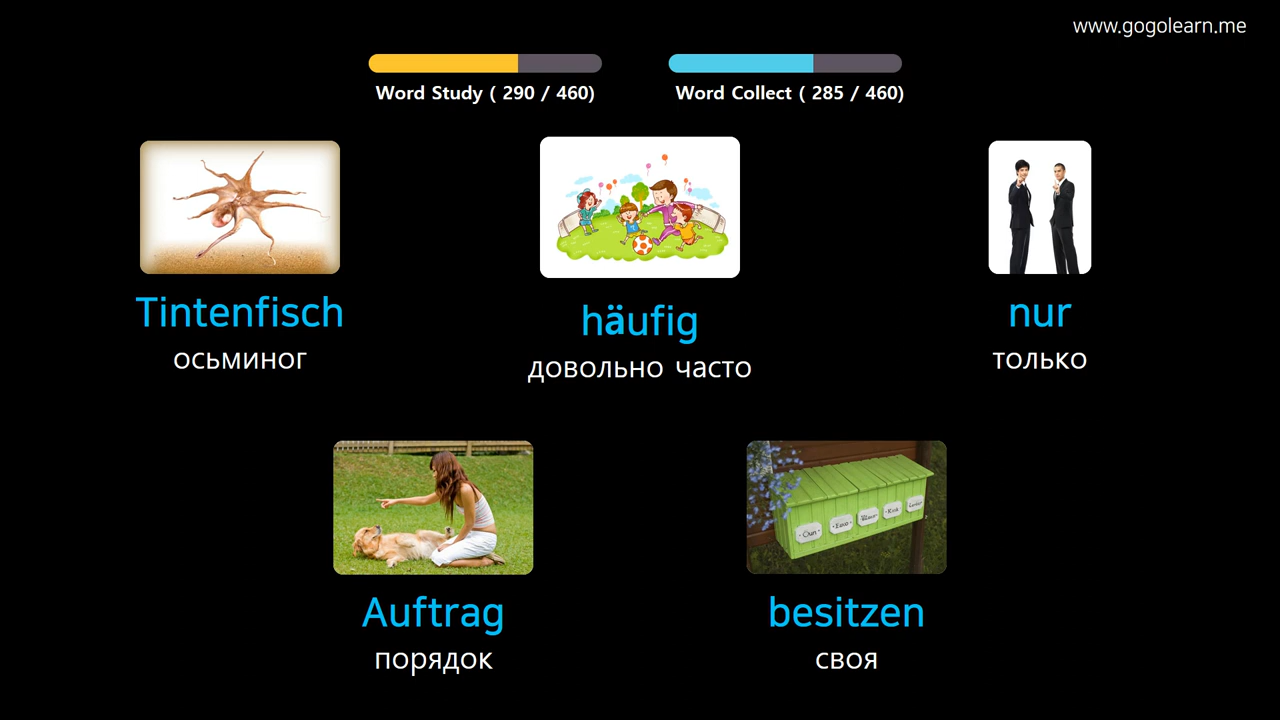 www.gogolearn.me
Word Study ( 290 / 460)
Word Collect ( 285 / 460)
Tintenfisch
осьминог
häufig
довольно часто
nur
только
Auftrag
порядок
besitzen
своя